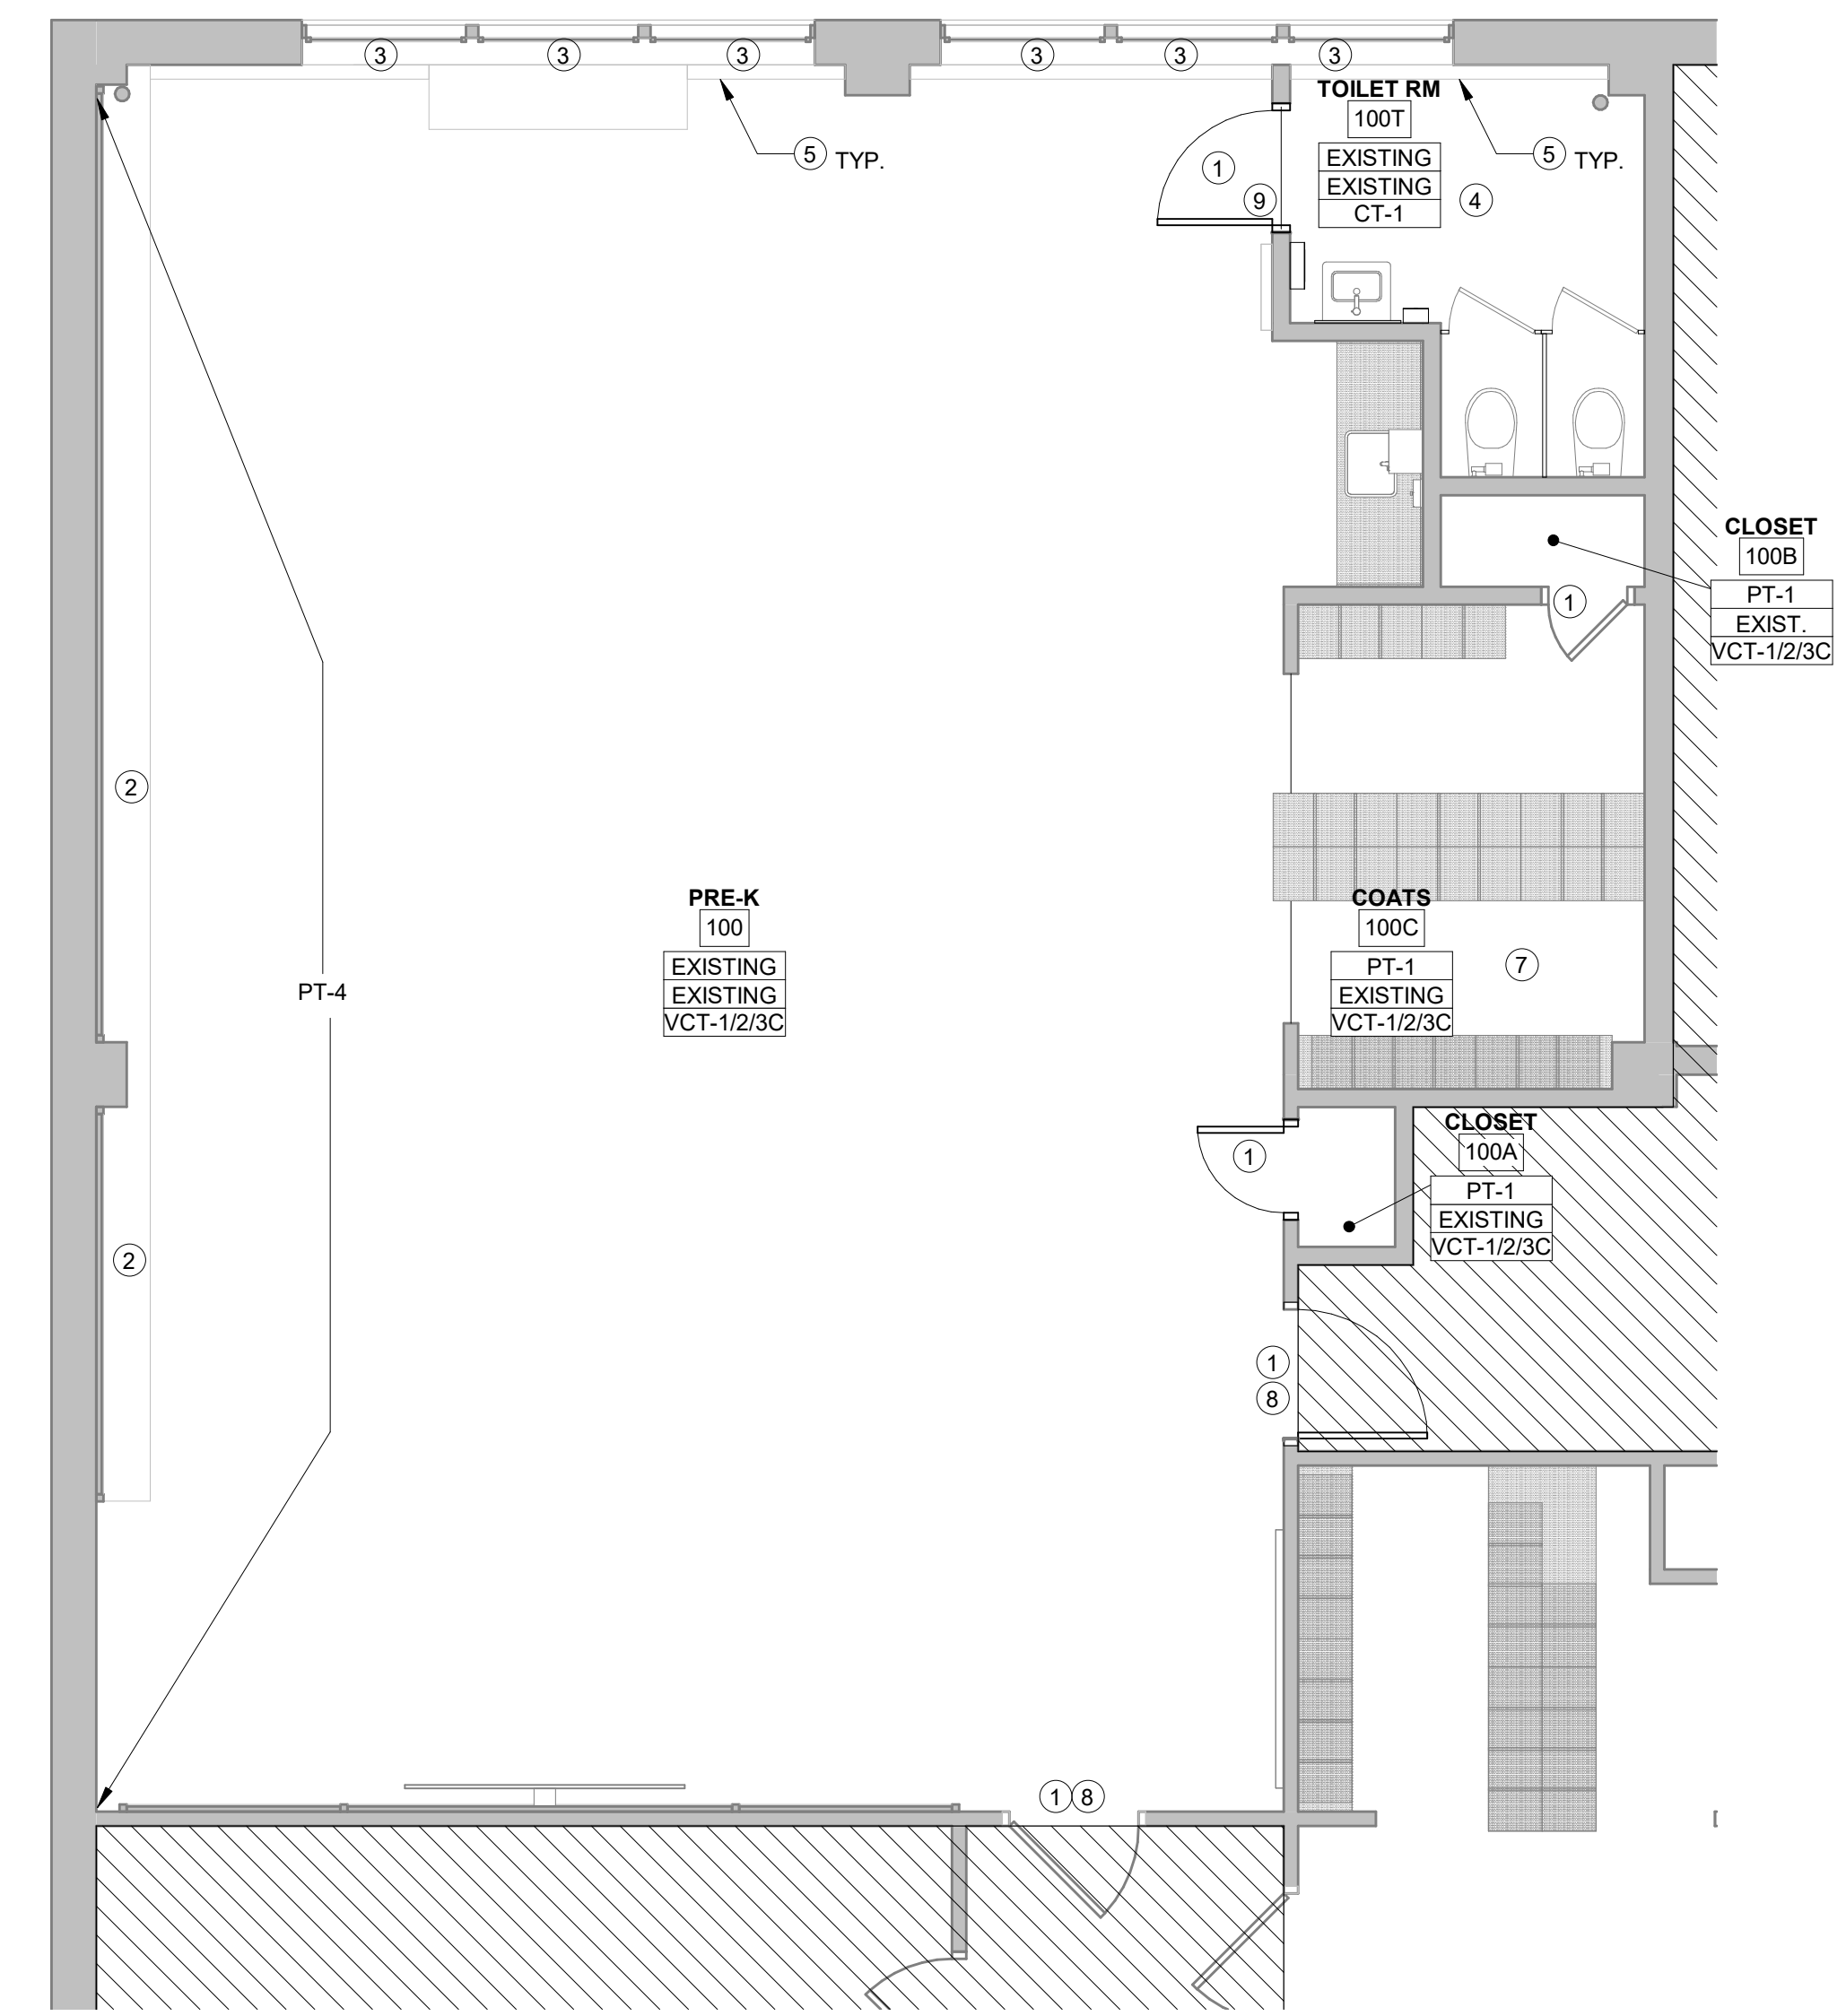 3 3 3 3 3 3
TOILET RM
100T
EXISTING
EXISTING
CT-1
5 TYP.
5 TYP.
1
9
4
CLOSET
100B
PT-1
EXIST.
VCT-1/2/3C
1
2
PRE-K
100
EXISTING
EXISTING
VCT-1/2/3C
COATS
100C
PT-1
EXISTING
VCT-1/2/3C
7
PT-4
CLOSET
100A
PT-1
EXISTING
VCT-1/2/3C
1
2
1
8
1 8